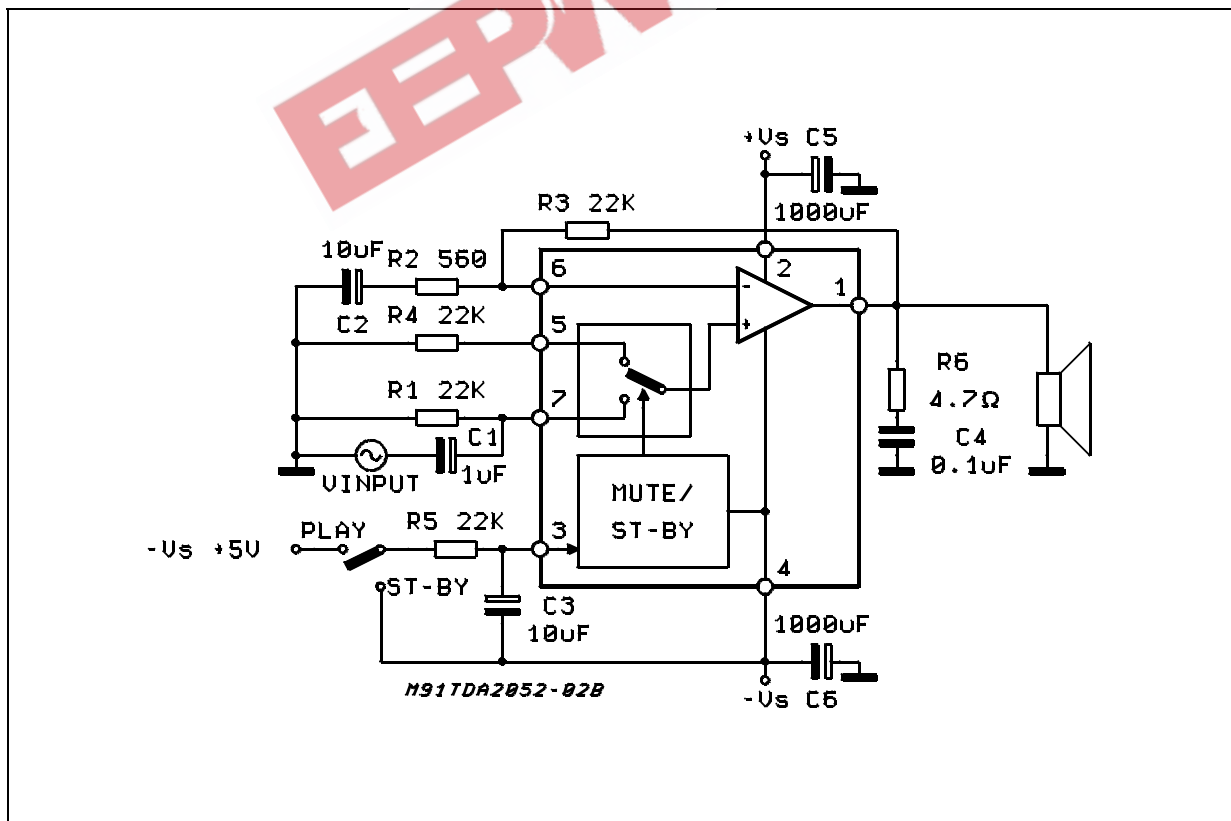 EEPW
+Vs C5
1000uF
R3 22K
10uF
R2 560
C2
6
2
1
R4 22K
5
R1 22K
7
C1
1uF
VINPUT
R6
4.7Ω
C4
0.1uF
MUTE/
ST-BY
R5 22K
3
PLAY
-Vs +5V
ST-BY
4
C3
10uF
1000uF
-Vs C6
M91TDA2052-02B
-
+